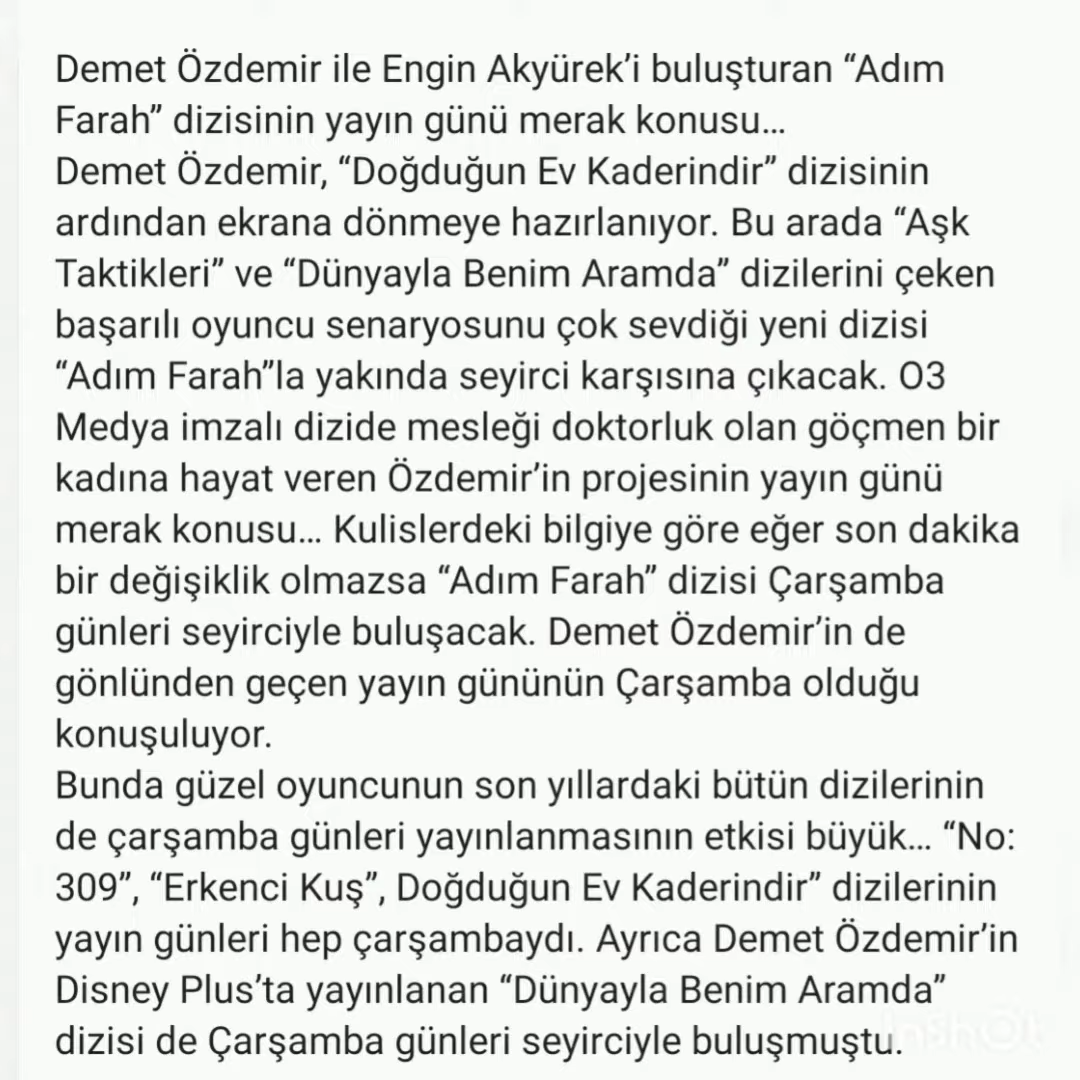 Demet Özdemir ile Engin Akyürek’i buluşturan “Adım
Farah” dizisinin yayın günü merak konusu...
Demet Özdemir, “Doğduğun Ev Kaderindir” dizisinin
ardından ekrana dönmeye hazırlanıyor. Bu arada “Aşk
Taktikleri” ve “Dünyayla Benim Aramda” dizilerini çeken
başarılı oyuncu senaryosunu çok sevdiği yeni dizisi
“Adım Farah”la yakında seyirci karşısına çıkacak. O3
Medya imzalı dizide mesleği doktorluk olan göçmen bir
kadına hayat veren Özdemir’in projesinin yayın günü
merak konusu... Kulislerdeki bilgiye göre eğer son dakika
bir değişiklik olmazsa “Adım Farah” dizisi Çarşamba
günleri seyirciyle buluşacak. Demet Özdemir’in de
gönlünden geçen yayın gününün Çarşamba olduğu
konuşuluyor.
Bunda güzel oyuncunun son yıllardaki bütün dizilerinin
de çarşamba günleri yayınlanmasının etkisi büyük... “No:
309”, “Erkenci Kuş”, Doğduğun Ev Kaderindir” dizilerinin
yayın günleri hep çarşambaydı. Ayrıca Demet Özdemir’in
Disney Plus’ta yayınlanan “Dünyayla Benim Aramda”
dizisi de Çarşamba günleri seyirciyle buluşmuştu.